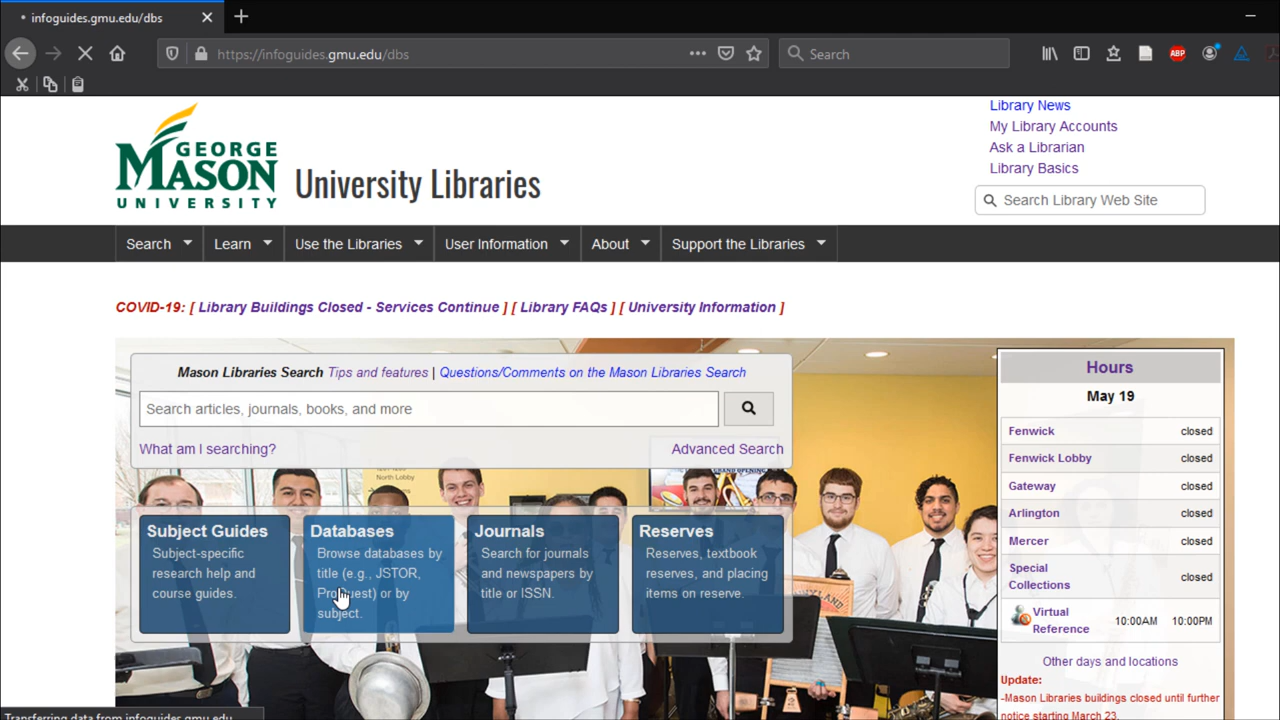 infoguides.gmu.edu/dbs
https://infoguides.gmu.edu/dbs
Search
ABP
GEORGE
MASON
UNIVERSITY
University Libraries
Library News
My Library Accounts
Ask a Librarian
Library Basics
Search Library Web Site
Search
Learn
Use the Libraries
User Information
About
Support the Libraries
COVID-19: [ Library Buildings Closed - Services Continue ] [ Library FAQs ] [ University Information ]
Mason Libraries Search Tips and features | Questions/Comments on the Mason Libraries Search
Search articles, journals, books, and more
What am I searching?
Advanced Search
North Lobby
GRAND OPENING
Subject Guides
Subject-specific
research help and
course guides.
Databases
Browse databases by
title (e.g., JSTOR,
ProQuest) or by
subject.
Journals
Search for journals
and newspapers by
title or ISSN.
Reserves
Reserves, textbook
reserves, and placing
items on reserve.
Hours
May 19
Fenwick closed
Fenwick Lobby closed
Gateway closed
Arlington closed
Mercer closed
Special
Collections closed
Virtual
Reference 10:00AM 10:00PM
Other days and locations
Update:
-Mason Libraries buildings closed until further
notice starting March 23.
Transferring data from infoguides.gmu.edu...